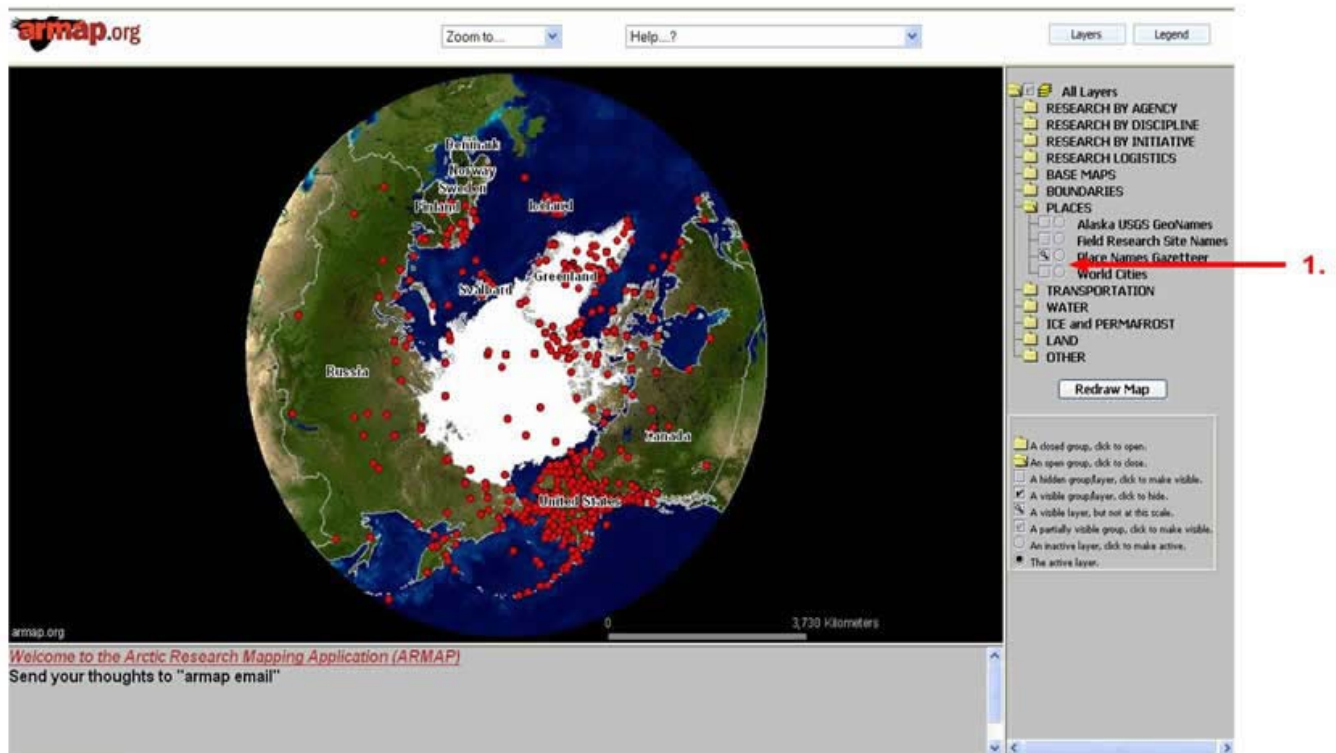 armap.org
Zoom to...
Help...?
Layers
Legend
Denmark
Norway
Sweden
Finland
Iceland
Greenland
Svalbard
Russia
Canada
United States
armap.org
0
3,738 Kilometers
Welcome to the Arctic Research Mapping Application (ARMAP)
Send your thoughts to "armap email"
All Layers
RESEARCH BY AGENCY
RESEARCH BY DISCIPLINE
RESEARCH BY INITIATIVE
RESEARCH LOGISTICS
BASE MAPS
BOUNDARIES
PLACES
Alaska USGS GeoNames
Field Research Site Names
Place Names Gazetteer
World Cities
TRANSPORTATION
WATER
ICE and PERMAFROST
LAND
OTHER
1.
Redraw Map
A closed group, click to open.
An open group, click to close.
A hidden group/layer, click to make visible.
A visible group/layer, click to hide.
A visible layer, but not at this scale.
A partially visible group, click to make visible.
An inactive layer, click to make active.
The active layer.